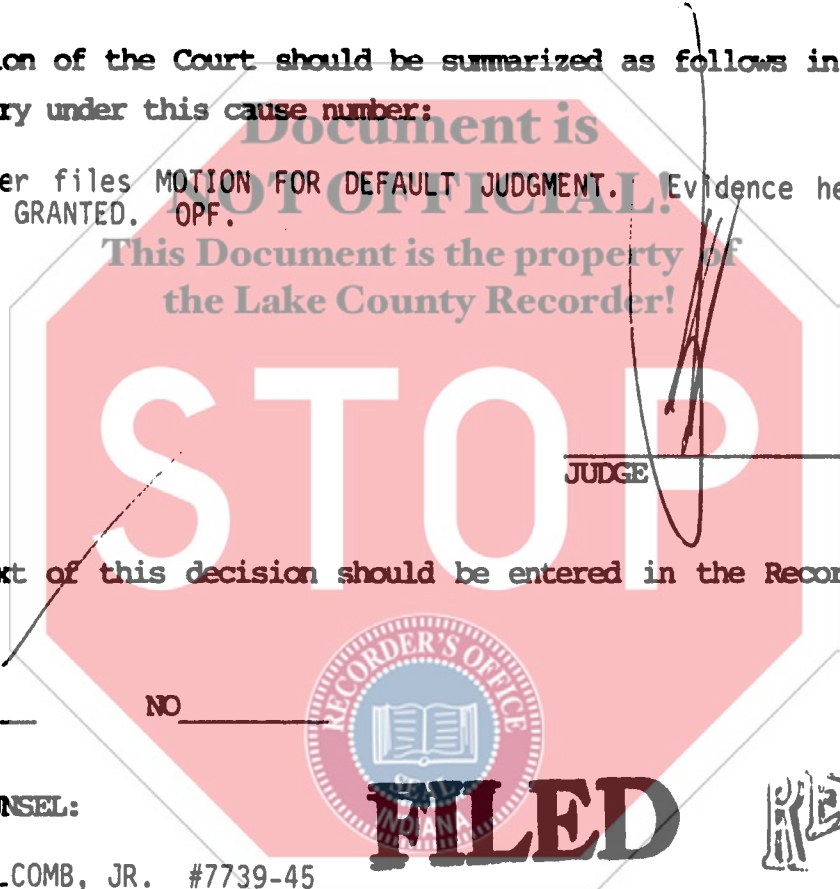 on of the Court should be summarized as follows in
ry under this cause number:
Document is
er files MOTION FOR DEFAULT JUDGMENT. Evidence he
NOT OFFICIAL!
GRANTED. OPF.
This Document is the property of
the Lake County Recorder!
STOP
JUDGE
xt of this decision should be entered in the Recor
RECORDER'S OFFICE
NO
SEAL
INDIANA
NSEL:
FILED
RE
COMB, JR. #7739-45